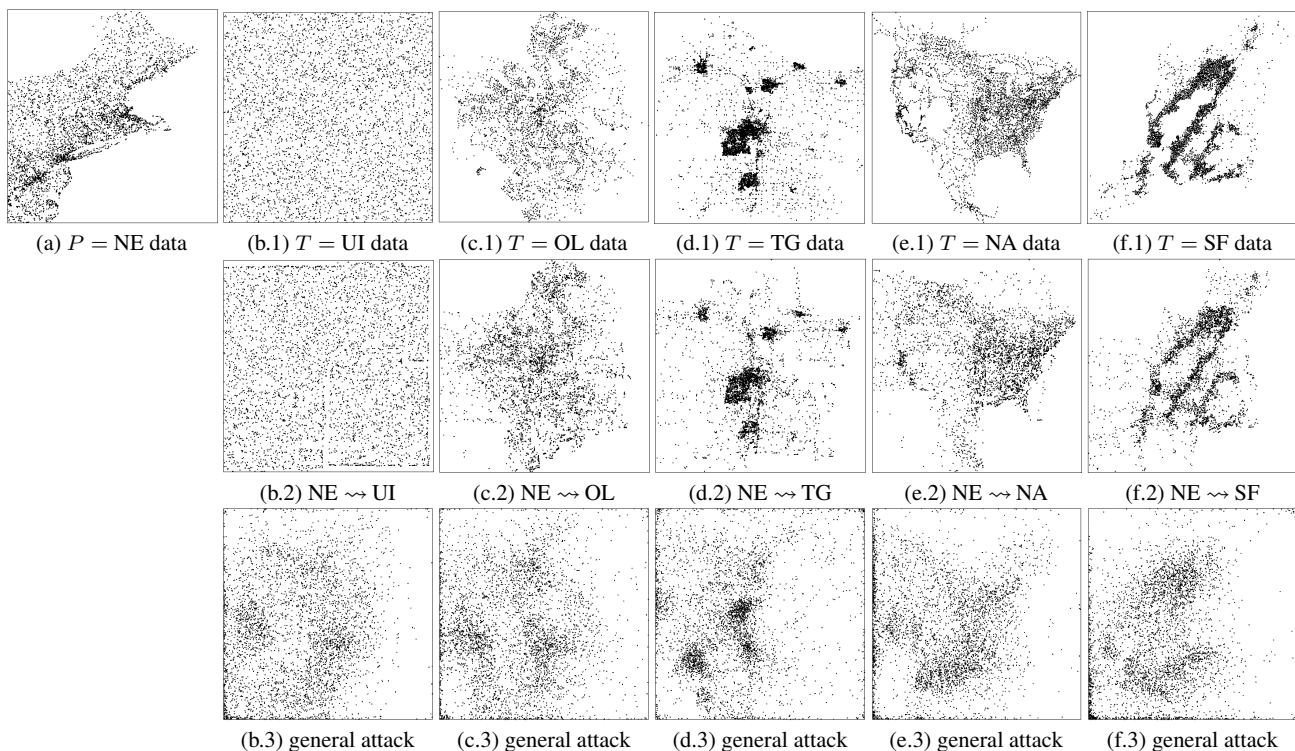 (a) P = NE data (b.1) T = UI data (c.1) T = OL data (d.1) T = TG data (e.1) T = NA data (f.1) T = SF data
(b.2) NE ⇝ UI (c.2) NE ⇝ OL (d.2) NE ⇝ TG (e.2) NE ⇝ NA (f.2) NE ⇝ SF
(b.3) general attack (c.3) general attack (d.3) general attack (e.3) general attack (f.3) general attack